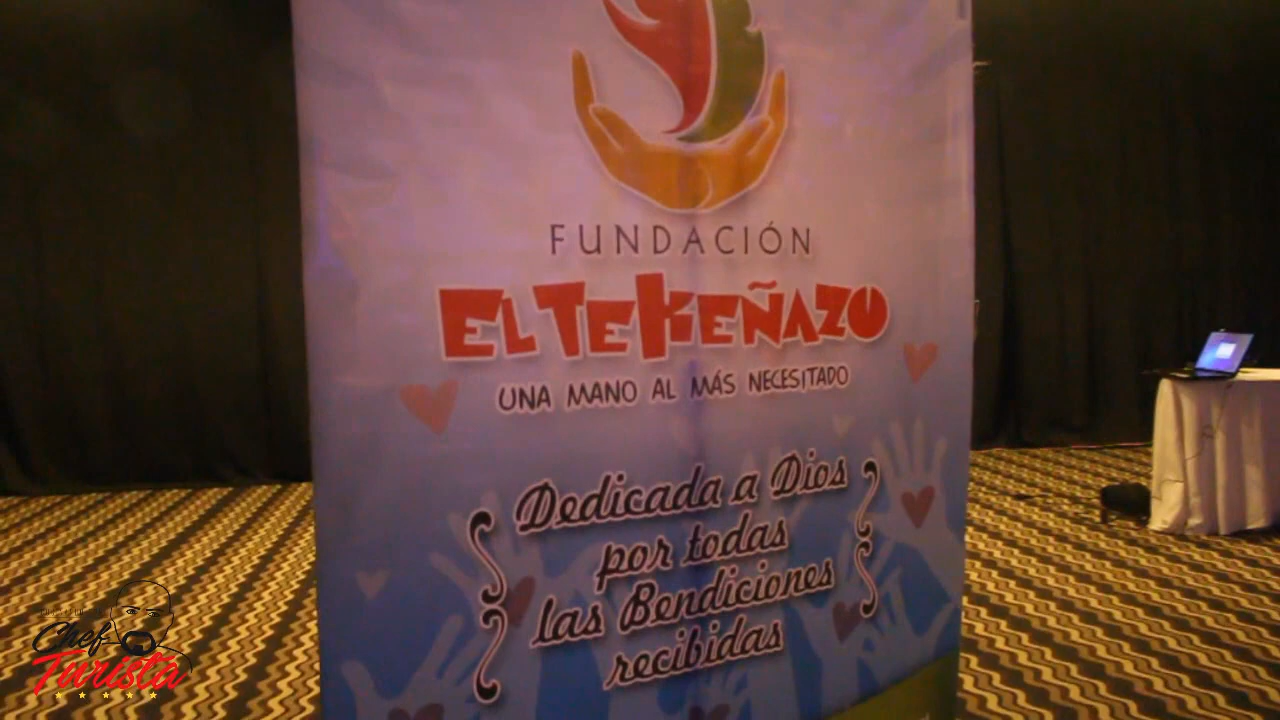 FUNDACIÓN
EL TEKEÑAZO
UNA MANO AL MÁS NECESITADO
Dedicada a Dios
por todas
las Bendiciones
recibidas
Chef
Turista